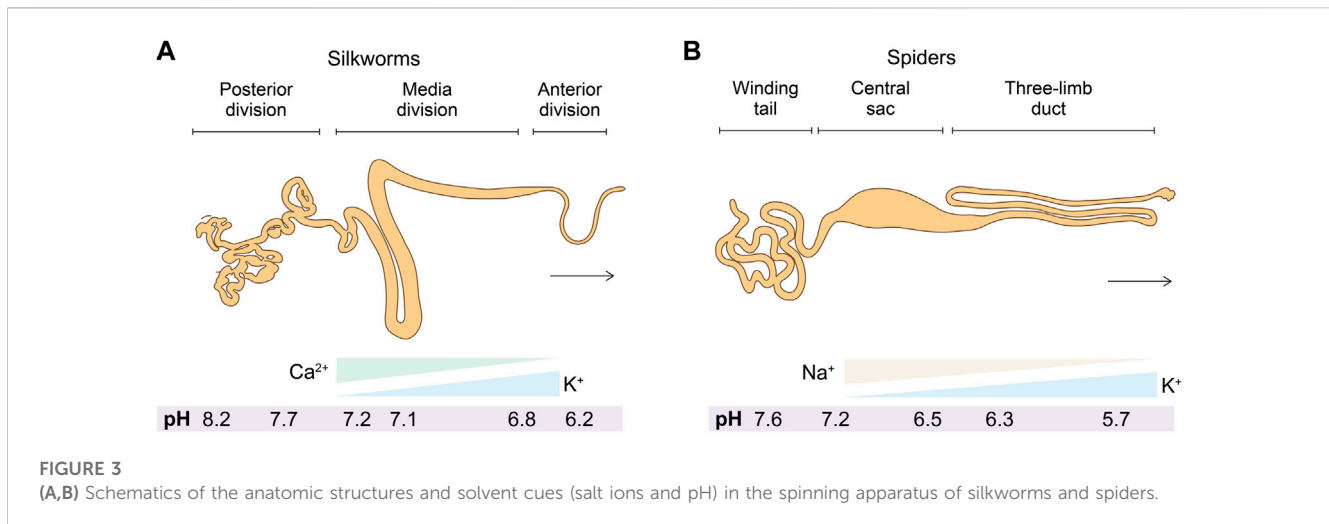 A
Silkworms
Posterior division
Media division
Anterior division
Ca²⁺
K⁺
pH 8.2 7.7 7.2 7.1 6.8 6.2
B
Spiders
Winding tail
Central sac
Three-limb duct
Na⁺
K⁺
pH 7.6 7.2 6.5 6.3 5.7
FIGURE 3
(A,B) Schematics of the anatomic structures and solvent cues (salt ions and pH) in the spinning apparatus of silkworms and spiders.